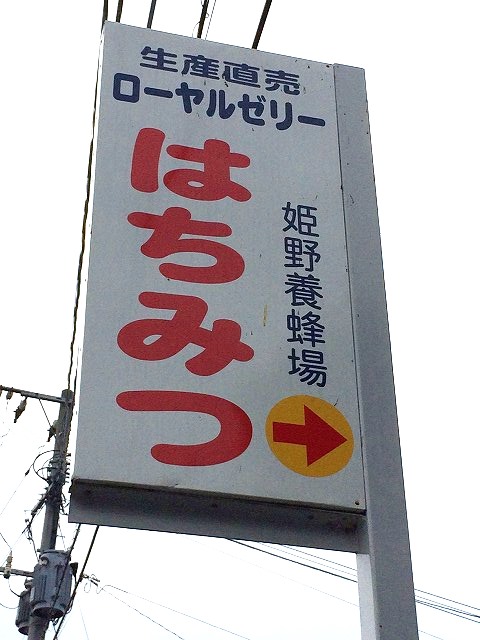 生産直売
ローヤルゼリー
はちみつ
姫野養蜂場